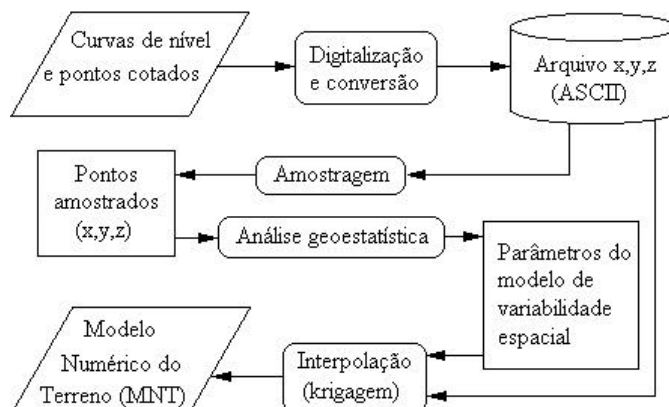 Curvas de nível
e pontos cotados
Digitalização
e conversão
Arquivo x,y,z
(ASCII)
Pontos
amostrados
(x,y,z)
Amostragem
Análise geoestatística
Parâmetros do
modelo de
variabilidade
espacial
Modelo
Numérico do
Terreno (MNT)
Interpolação
(krigagem)